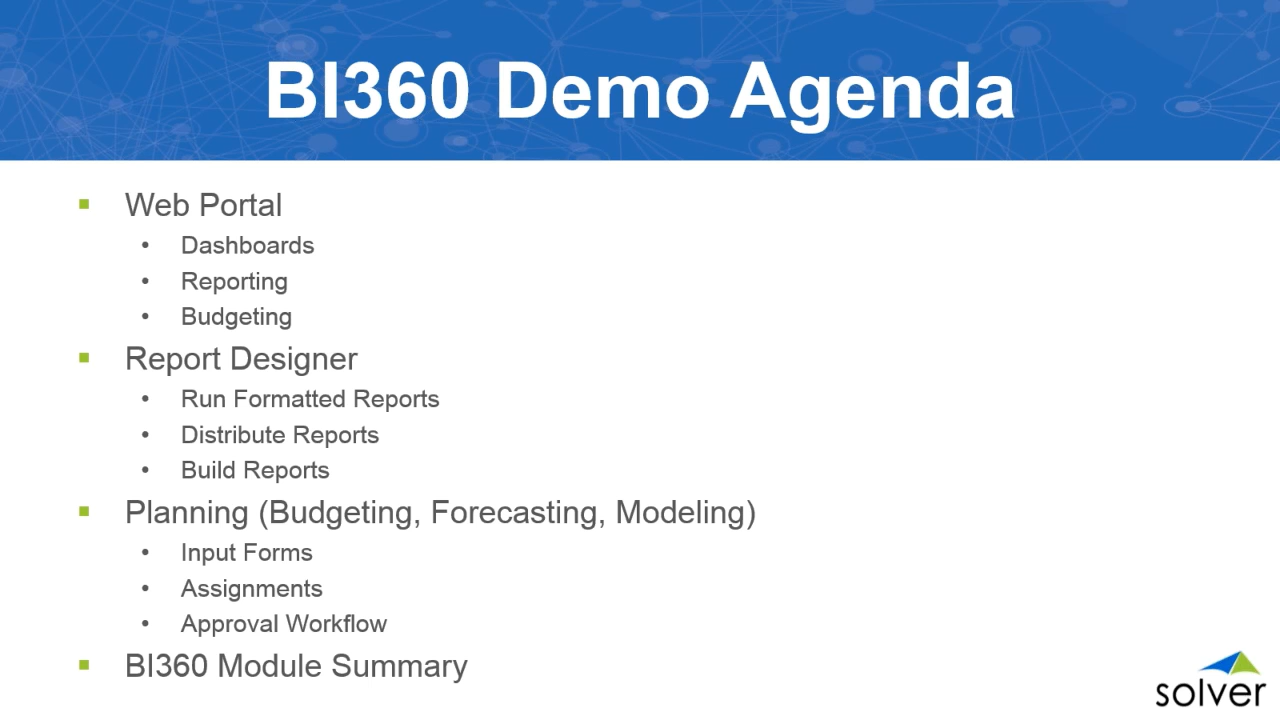 BI360 Demo Agenda
Web Portal
Dashboards
Reporting
Budgeting
Report Designer
Run Formatted Reports
Distribute Reports
Build Reports
Planning (Budgeting, Forecasting, Modeling)
Input Forms
Assignments
Approval Workflow
BI360 Module Summary
solver